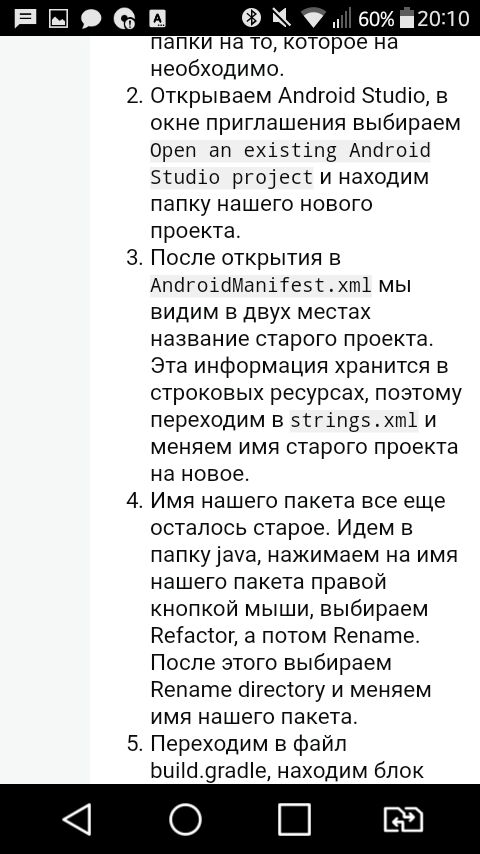 60% 20:10
папки на то, которое на
необходимо.
2. Открываем Android Studio, в
окне приглашения выбираем
Open an existing Android
Studio project и находим
папку нашего нового
проекта.
3. После открытия в
AndroidManifest.xml мы
видим в двух местах
название старого проекта.
Эта информация хранится в
строковых ресурсах, поэтому
переходим в strings.xml и
меняем имя старого проекта
на новое.
4. Имя нашего пакета все еще
осталось старое. Идем в
папку java, нажимаем на имя
нашего пакета правой
кнопкой мыши, выбираем
Refactor, а потом Rename.
После этого выбираем
Rename directory и меняем
имя нашего пакета.
5. Переходим в файл
build.gradle, находим блок